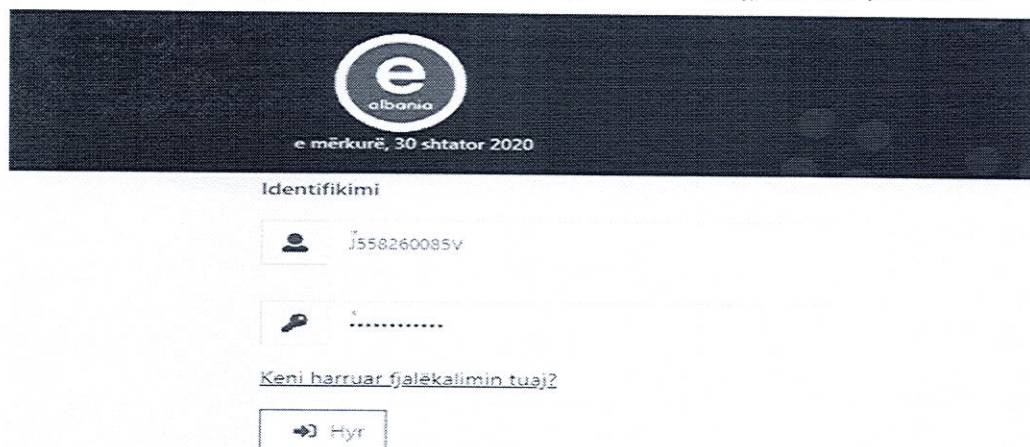 e
albania
e mërkurë, 30 shtator 2020
Identifikimi
J558260085V
............
Keni harruar fjalëkalimin tuaj?
Hyr